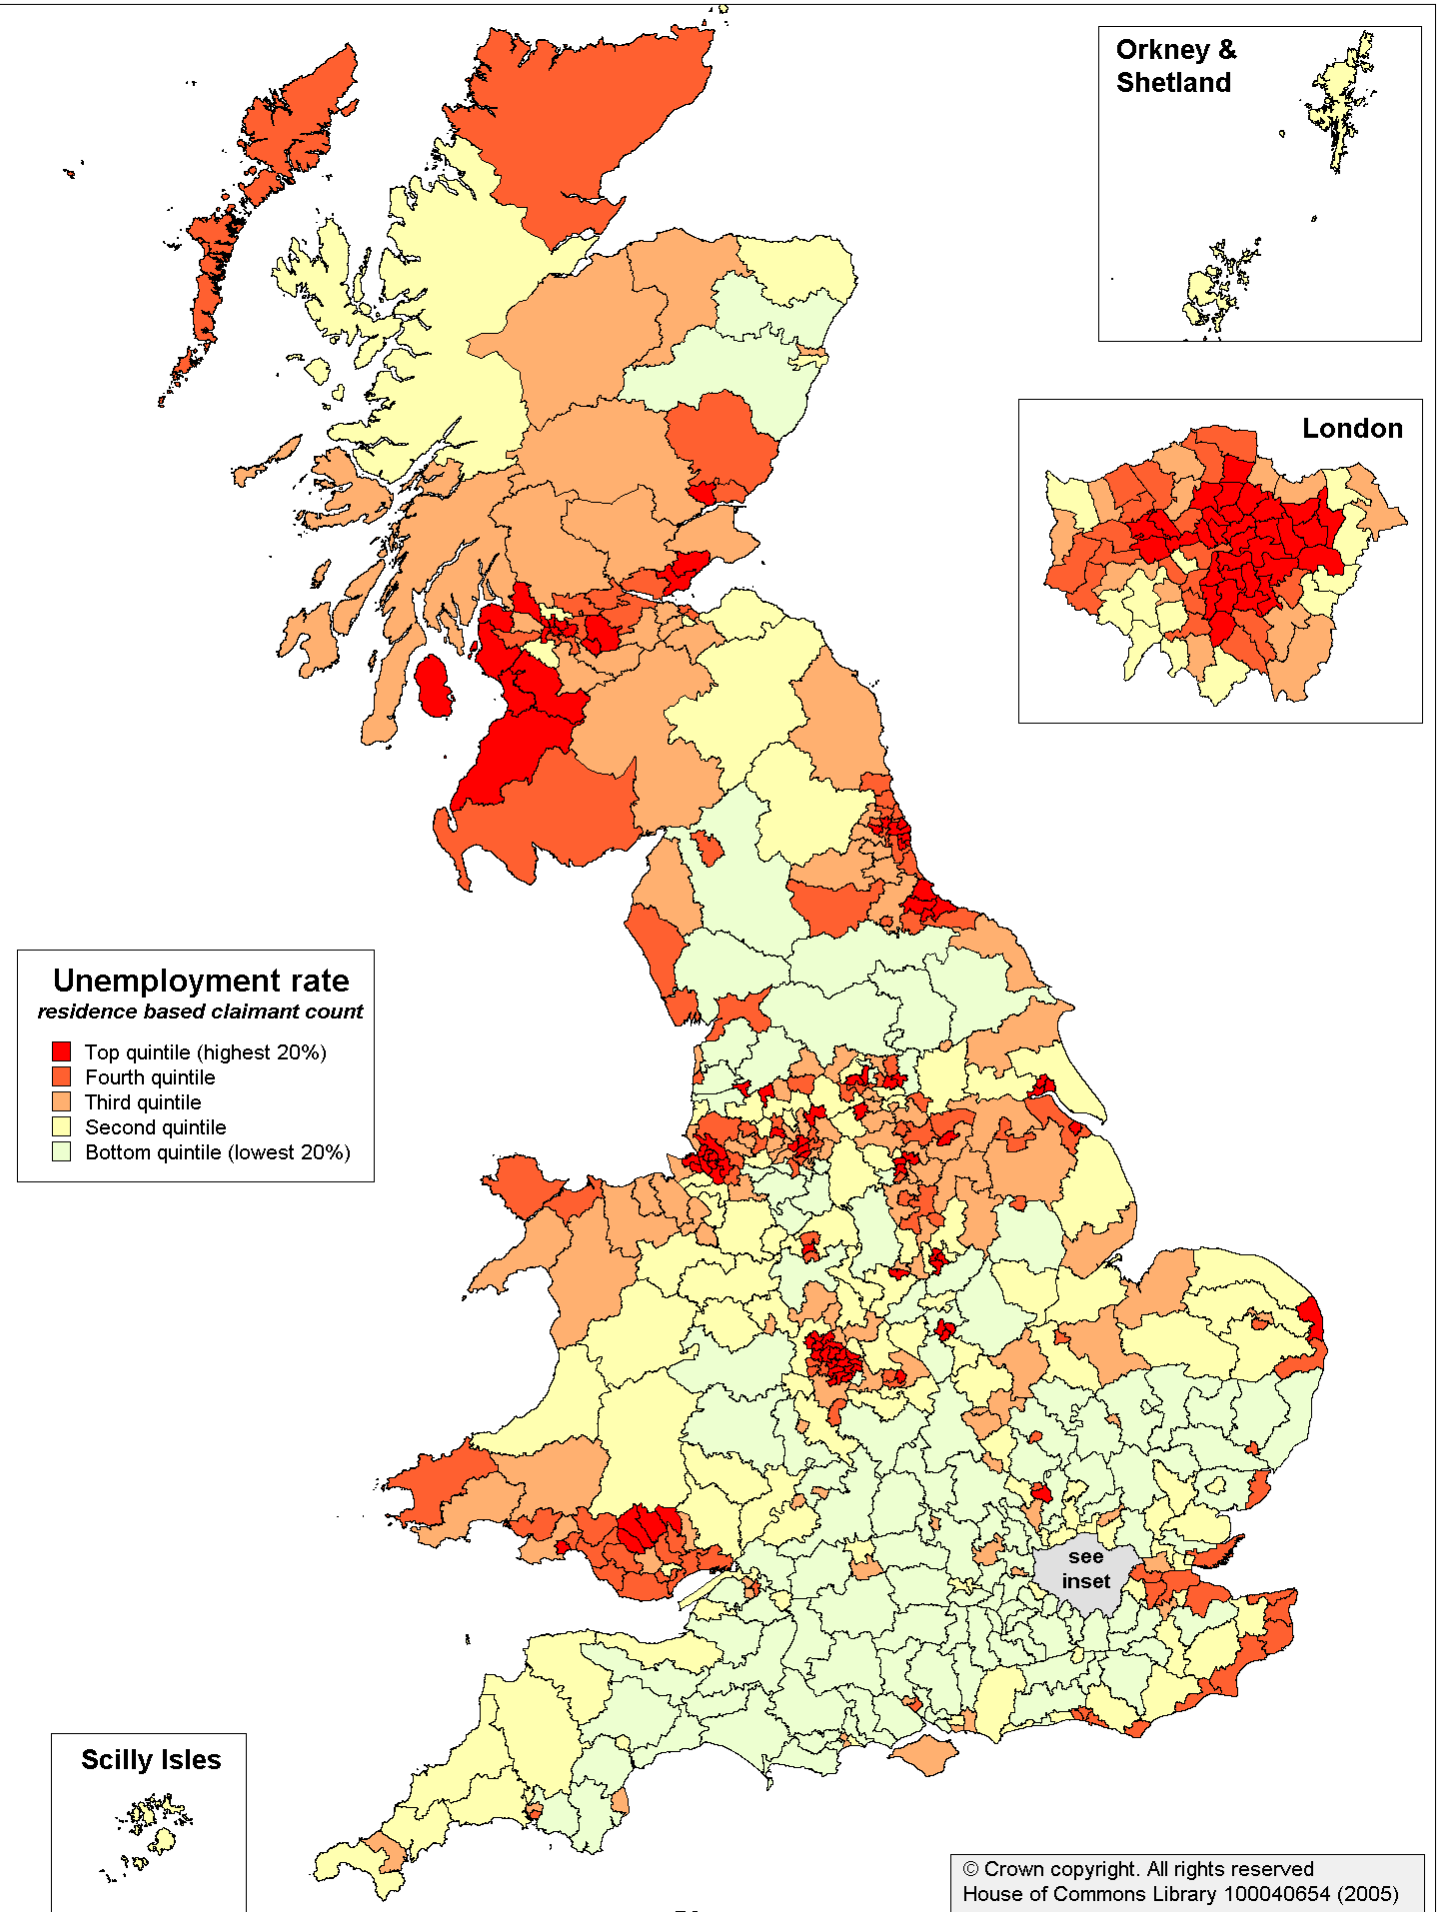 Orkney &
Shetland
London
Unemployment rate
residence based claimant count
Top quintile (highest 20%)
Fourth quintile
Third quintile
Second quintile
Bottom quintile (lowest 20%)
see
inset
Scilly Isles
© Crown copyright. All rights reserved
House of Commons Library 100040654 (2005)